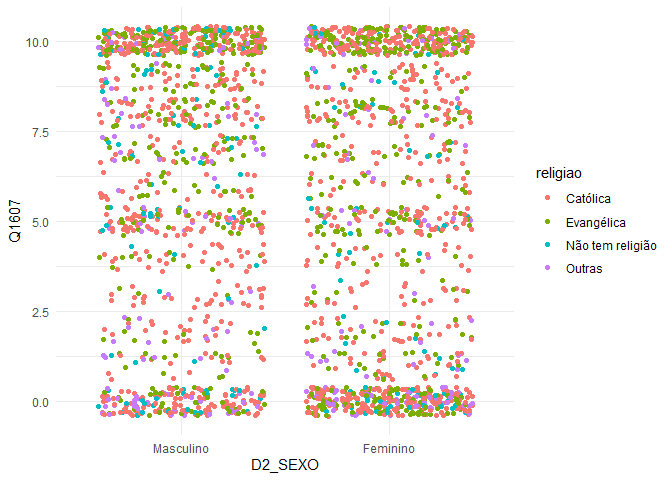 10.0
7.5
5.0
2.5
0.0
Q1607
Masculino
Feminino
D2_SEXO
religiao
Católica
Evangélica
Não tem religião
Outras